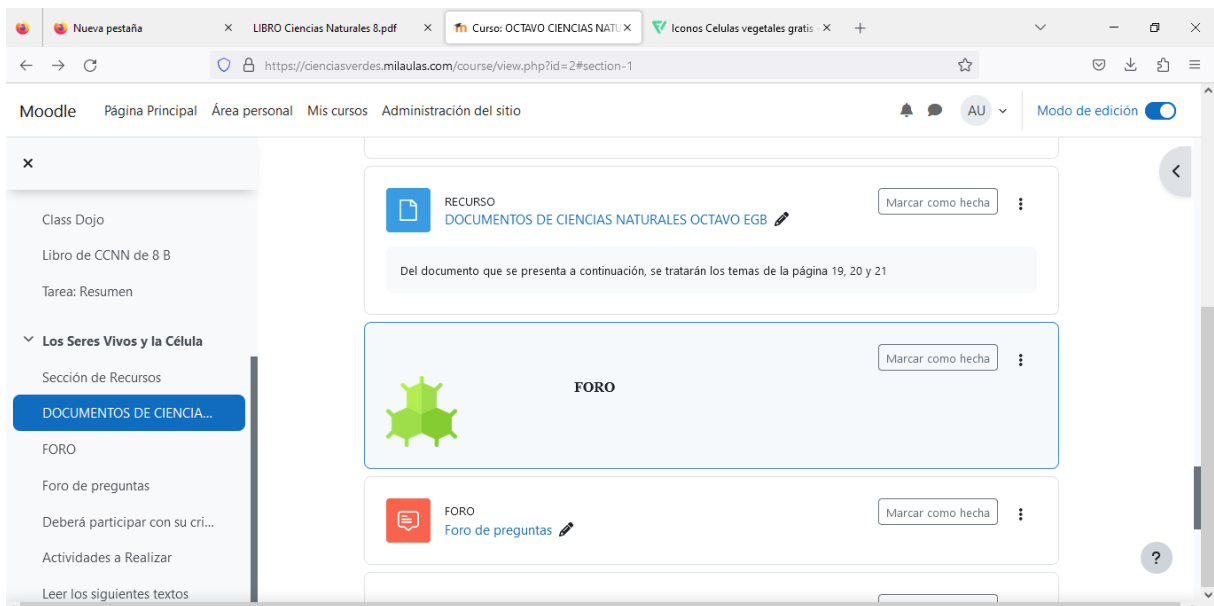 Nueva pestaña
LIBRO Ciencias Naturales 8.pdf
Curso: OCTAVO CIENCIAS NATU
Iconos Celulas vegetales gratis -
https://cienciasverdes.milaulas.com/course/view.php?id=2#section-1
Moodle Página Principal Área personal Mis cursos Administración del sitio AU Modo de edición
Class Dojo
Libro de CCNN de 8 B
Tarea: Resumen
Los Seres Vivos y la Célula
Sección de Recursos
DOCUMENTOS DE CIENCIA...
FORO
Foro de preguntas
Deberá participar con su cri...
Actividades a Realizar
Leer los siguientes textos
RECURSO
DOCUMENTOS DE CIENCIAS NATURALES OCTAVO EGB
Marcar como hecha
Del documento que se presenta a continuación, se tratarán los temas de la página 19, 20 y 21
Marcar como hecha
FORO
FORO
Foro de preguntas
Marcar como hecha
?